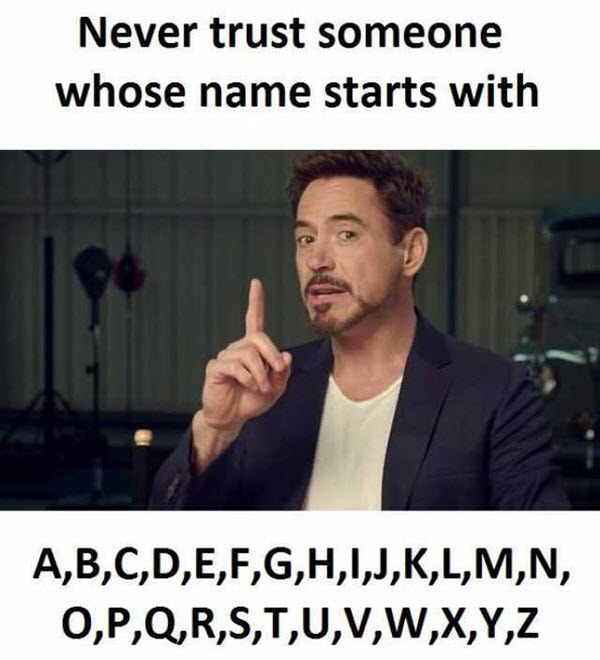 Never trust someone
whose name starts with
A,B,C,D,E,F,G,H,I,J,K,L,M,N,
O,P,Q,R,S,T,U,V,W,X,Y,Z